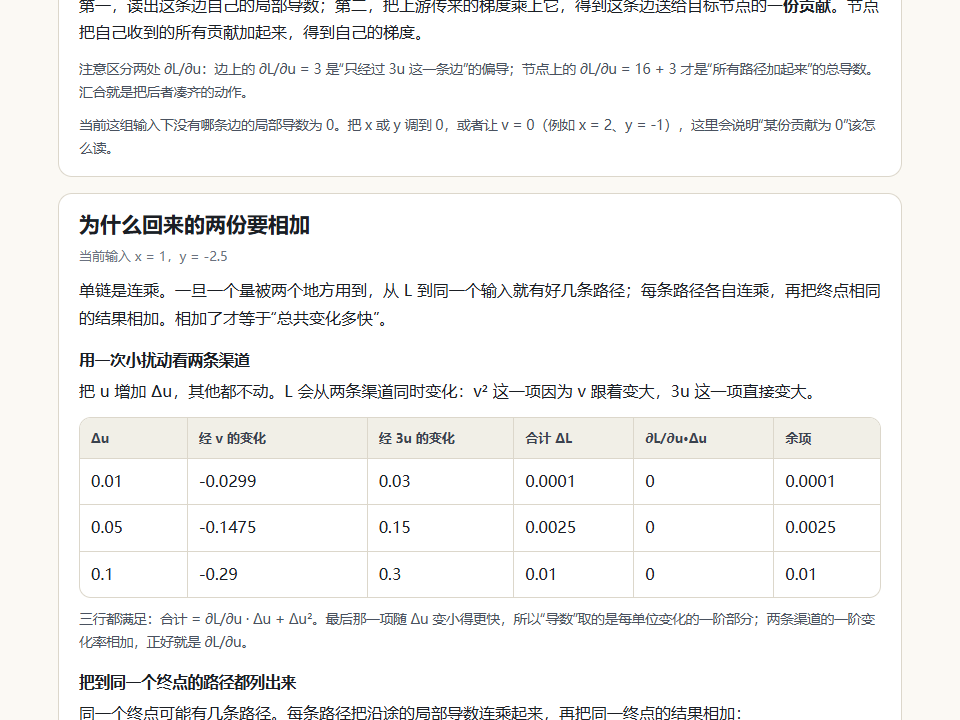 第一，读出这条边自己的局部导数；第二，把上游传来的梯度乘上它，得到这条边送给目标节点的一份贡献。节点
把自己收到的所有贡献加起来，得到自己的梯度。
注意区分两处 ∂L/∂u：边上的 ∂L/∂u = 3 是“只经过 3u 这一条边”的偏导；节点上的 ∂L/∂u = 16 + 3 才是“所有路径加起来”的总导数。
汇合就是把后者凑齐的动作。
当前这组输入下没有哪条边的局部导数为 0。把 x 或 y 调到 0，或者让 v = 0（例如 x = 2、y = -1），这里会说明“某份贡献为 0”该怎
么读。
为什么回来的两份要相加
当前输入 x = 1，y = -2.5
单链是连乘。一旦一个量被两个地方用到，从 L 到同一个输入就有好几条路径；每条路径各自连乘，再把终点相同
的结果相加。相加了才等于“总共变化多快”。
用一次小扰动看两条渠道
把 u 增加 Δu，其他都不动。L 会从两条渠道同时变化：v² 这一项因为 v 跟着变大，3u 这一项直接变大。
Δu 经 v 的变化 经 3u 的变化 合计 ΔL ∂L/∂u•Δu 余项
0.01 -0.0299 0.03 0.0001 0 0.0001
0.05 -0.1475 0.15 0.0025 0 0.0025
0.1 -0.29 0.3 0.01 0 0.01
三行都满足：合计 = ∂L/∂u · Δu + Δu²。最后那一项随 Δu 变小得更快，所以“导数”取的是每单位变化的一阶部分；两条渠道的一阶变
化率相加，正好就是 ∂L/∂u。
把到同一个终点的路径都列出来
同一个终点可能有几条路径。每条路径把沿途的局部导数连乘起来，再把同一终点的结果相加：